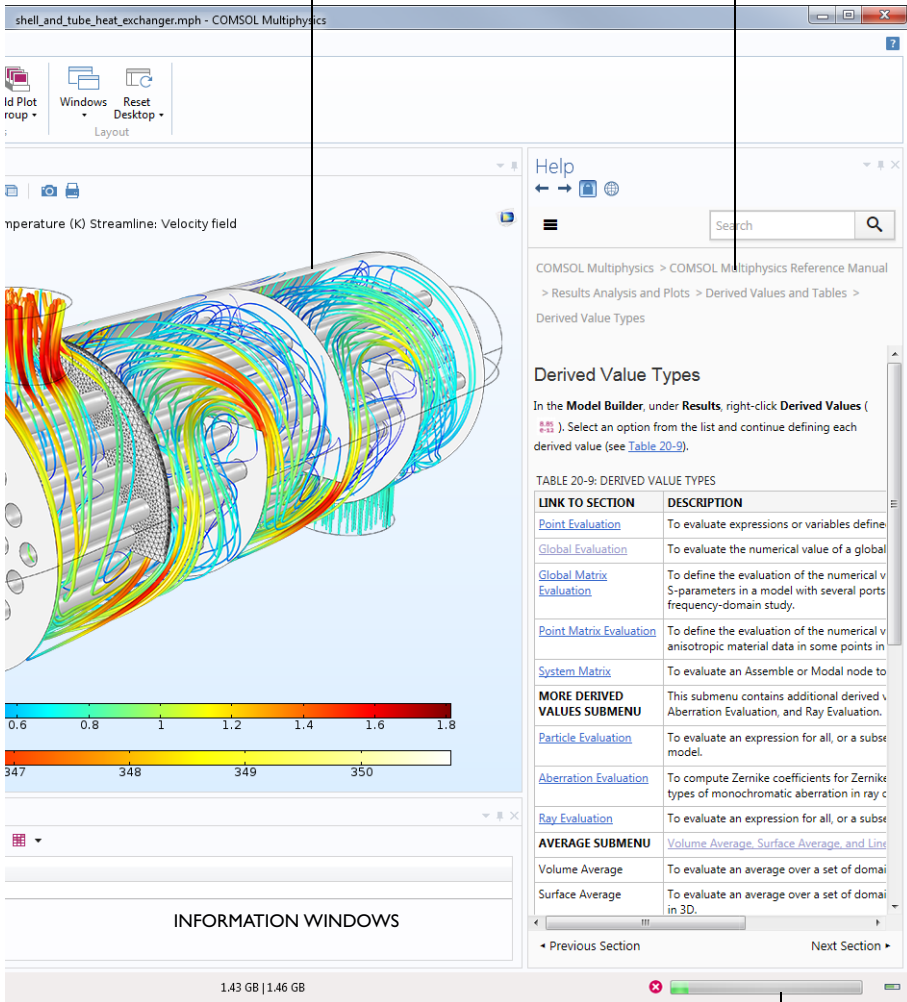 shell_and_tube_heat_exchanger.mph - COMSOL Multiphysics
ld Plot
roup
Windows
Reset
Desktop
Layout
mperature (K) Streamline: Velocity field
0.6 0.8 1 1.2 1.4 1.6 1.8
347 348 349 350
INFORMATION WINDOWS
Help
Search
COMSOL Multiphysics > COMSOL Multiphysics Reference Manual
> Results Analysis and Plots > Derived Values and Tables >
Derived Value Types
Derived Value Types
In the Model Builder, under Results, right-click Derived Values (
8.85
e-12 ). Select an option from the list and continue defining each
derived value (see Table 20-9).
TABLE 20-9: DERIVED VALUE TYPES
LINK TO SECTION DESCRIPTION
Point Evaluation To evaluate expressions or variables define
Global Evaluation To evaluate the numerical value of a global
Global Matrix
Evaluation
To define the evaluation of the numerical v
S-parameters in a model with several ports
frequency-domain study.
Point Matrix Evaluation To define the evaluation of the numerical v
anisotropic material data in some points in
System Matrix To evaluate an Assemble or Modal node to
MORE DERIVED
VALUES SUBMENU
This submenu contains additional derived v
Aberration Evaluation, and Ray Evaluation.
Particle Evaluation To evaluate an expression for all, or a subse
model.
Aberration Evaluation To compute Zernike coefficients for Zernike
types of monochromatic aberration in ray o
Ray Evaluation To evaluate an expression for all, or a subse
AVERAGE SUBMENU Volume Average, Surface Average, and Line
Volume Average To evaluate an average over a set of domai
Surface Average To evaluate an average over a set of domai
in 3D.
Previous Section Next Section
1.43 GB | 1.46 GB